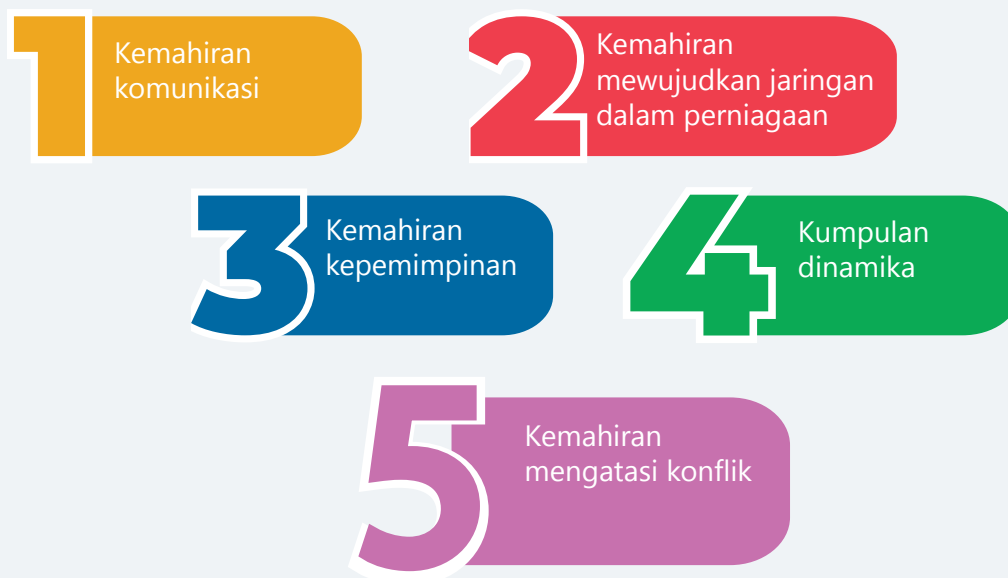 1
Kemahiran
komunikasi
2
Kemahiran
mewujudkan jaringan
dalam perniagaan
3
Kemahiran
kepemimpinan
4
Kumpulan
dinamika
5
Kemahiran
mengatasi konflik